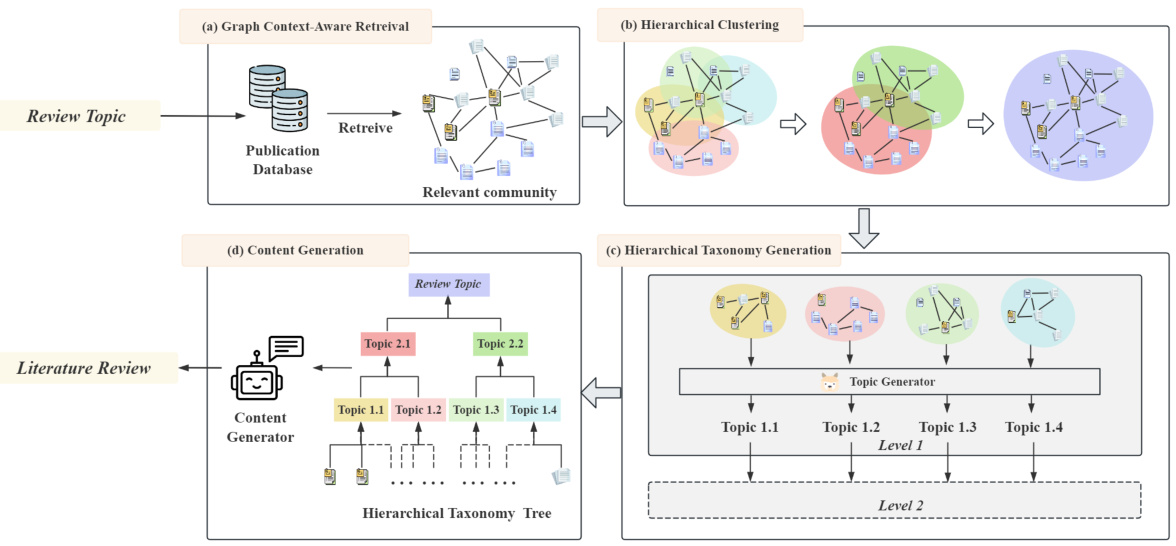 (a) Graph Context-Aware Retreival
Review Topic
Publication
Database
Retreive
Relevant community
(b) Hierarchical Clustering
(c) Hierarchical Taxonomy Generation
Topic Generator
Topic 1.1
Topic 1.2
Topic 1.3
Topic 1.4
Level 1
Level 2
(d) Content Generation
Review Topic
Topic 2.1
Topic 2.2
Topic 1.1
Topic 1.2
Topic 1.3
Topic 1.4
... ...
... ...
Hierarchical Taxonomy Tree
Content
Generator
Literature Review